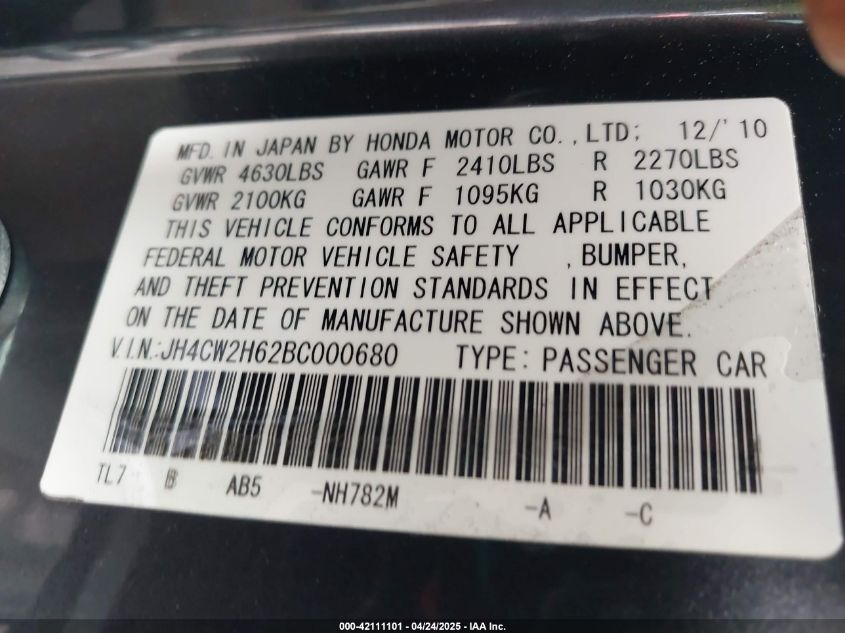 MFD. IN JAPAN BY HONDA MOTOR CO., LTD; 12/'10
GVWR 4630LBS GAWR F 2410LBS R 2270LBS
GVWR 2100KG GAWR F 1095KG R 1030KG
THIS VEHICLE CONFORMS TO ALL APPLICABLE
FEDERAL MOTOR VEHICLE SAFETY , BUMPER,
AND THEFT PREVENTION STANDARDS IN EFFECT
ON THE DATE OF MANUFACTURE SHOWN ABOVE.
V.I.N.:JH4CW2H62BC000680 TYPE: PASSENGER CAR
TL7 B AB5 -NH782M -A -C
000-42111101 - 04/24/2025 - IAA Inc.